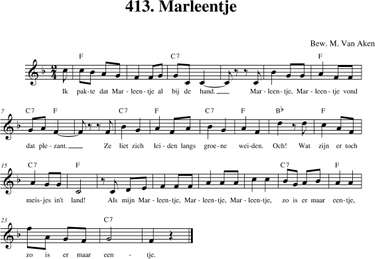 413. Marleentje
Bew. M. Van Aken
F C7 F
Ik pak-te dat Mar-leen-tje al bij de hand. Mar-leen-tje, Mar-leen-tje vond
7 C7 F C7 F C7 F B♭ F
dat ple-zant. Ze liet zich lei-den langs groe-ne wei-den. Och! Wat zijn er toch
15 C7 F C7 F
meis-jes in't land! Als mijn Mar-leen-tje, Mar-leen-tje, Mar-leen-tje, zo is er maar een-tje,
23 C7 F
zo is er maar een-tje.